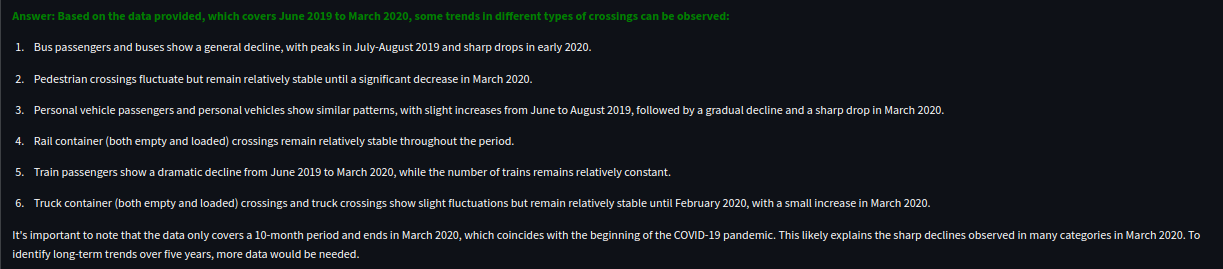 Answer: Based on the data provided, which covers June 2019 to March 2020, some trends in different types of crossings can be observed:
1. Bus passengers and buses show a general decline, with peaks in July-August 2019 and sharp drops in early 2020.
2. Pedestrian crossings fluctuate but remain relatively stable until a significant decrease in March 2020.
3. Personal vehicle passengers and personal vehicles show similar patterns, with slight increases from June to August 2019, followed by a gradual decline and a sharp drop in March 2020.
4. Rail container (both empty and loaded) crossings remain relatively stable throughout the period.
5. Train passengers show a dramatic decline from June 2019 to March 2020, while the number of trains remains relatively constant.
6. Truck container (both empty and loaded) crossings and truck crossings show slight fluctuations but remain relatively stable until February 2020, with a small increase in March 2020.
It's important to note that the data only covers a 10-month period and ends in March 2020, which coincides with the beginning of the COVID-19 pandemic. This likely explains the sharp declines observed in many categories in March 2020. To
identify long-term trends over five years, more data would be needed.